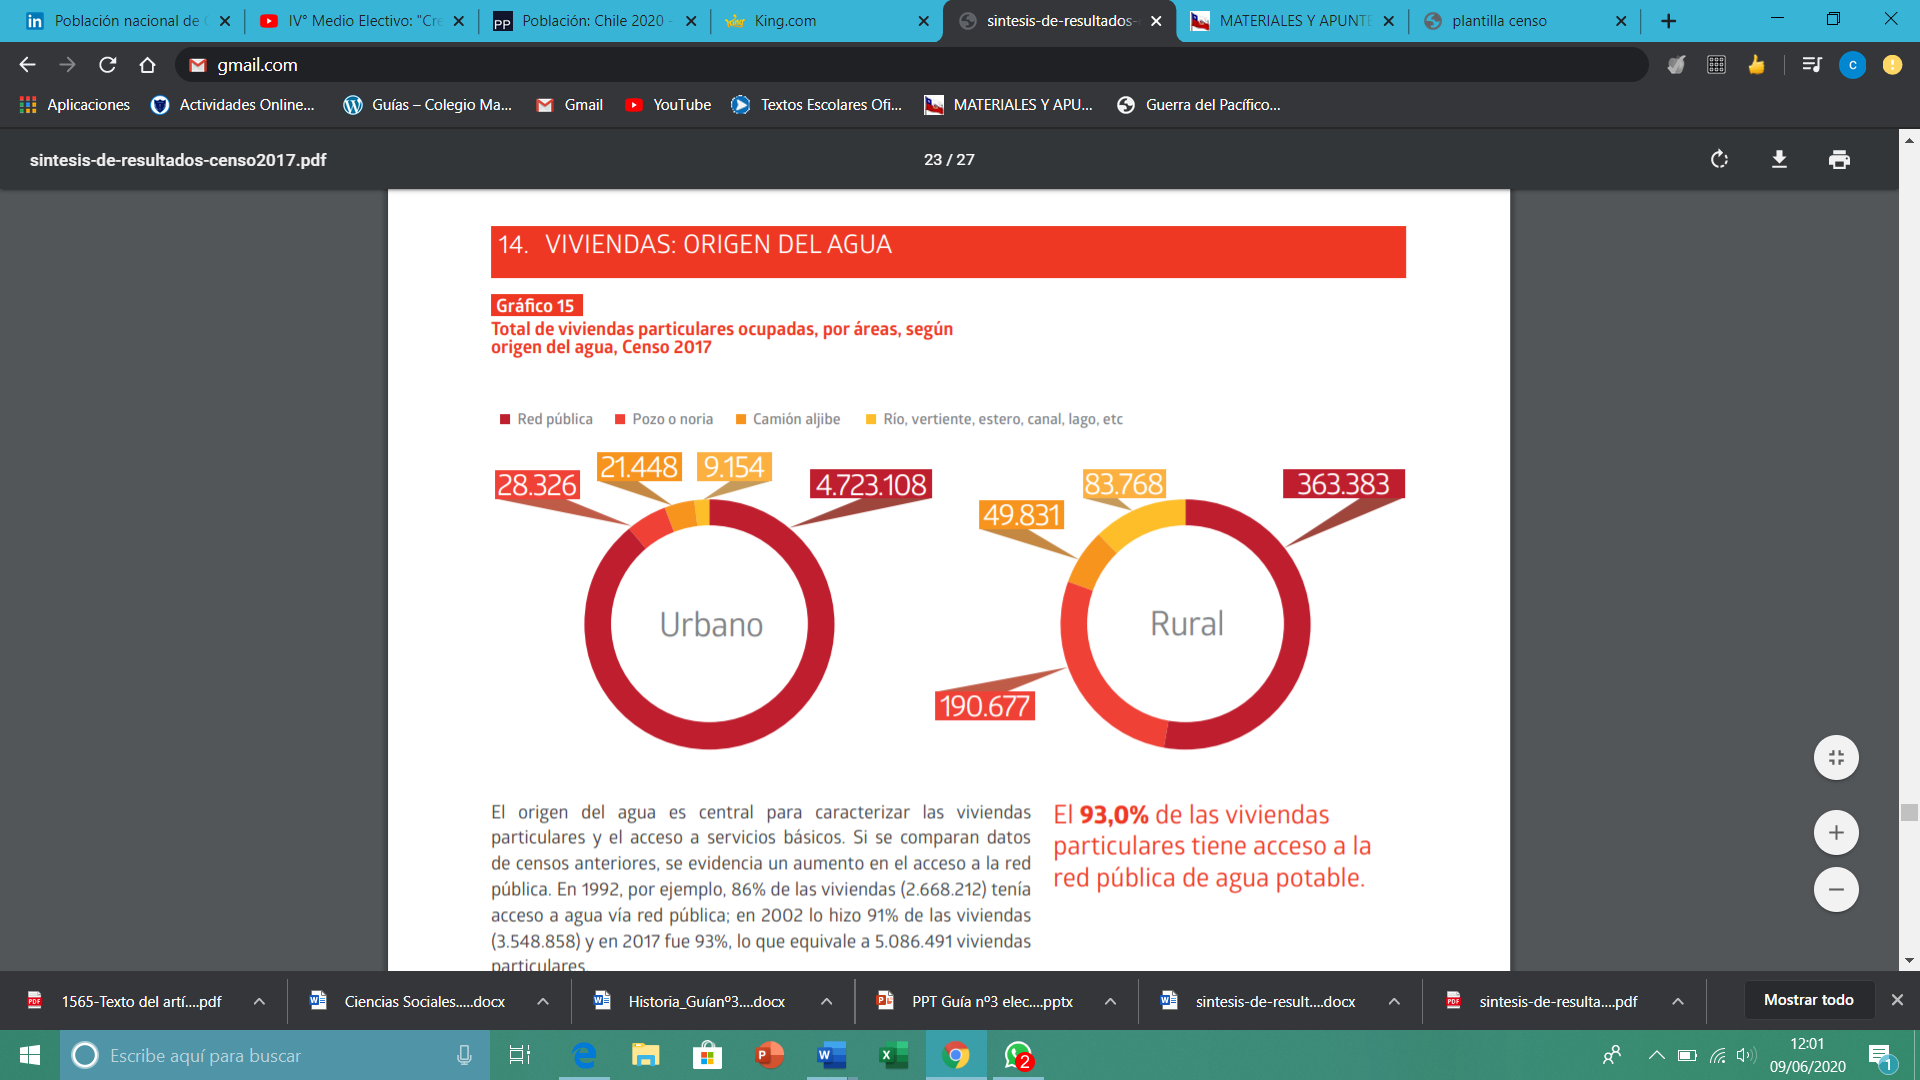 Población nacional de
IV° Medio Electivo: "Cre
Población: Chile 2020 -
King.com
sintesis-de-resultados-
MATERIALES Y APUNTE
plantilla censo
gmail.com
Aplicaciones
Actividades Online...
Guías – Colegio Ma...
Gmail
YouTube
Textos Escolares Ofi...
MATERIALES Y APU...
Guerra del Pacífico...
sintesis-de-resultados-censo2017.pdf
23 / 27
14. VIVIENDAS: ORIGEN DEL AGUA
Gráfico 15
Total de viviendas particulares ocupadas, por áreas, según
origen del agua, Censo 2017
Red pública
Pozo o noria
Camión aljibe
Río, vertiente, estero, canal, lago, etc
28.326
21.448
9.154
4.723.108
Urbano
49.831
83.768
363.383
190.677
Rural
El origen del agua es central para caracterizar las viviendas
particulares y el acceso a servicios básicos. Si se comparan datos
de censos anteriores, se evidencia un aumento en el acceso a la red
pública. En 1992, por ejemplo, 86% de las viviendas (2.668.212) tenía
acceso a agua vía red pública; en 2002 lo hizo 91% de las viviendas
(3.548.858) y en 2017 fue 93%, lo que equivale a 5.086.491 viviendas
particulares.
El 93,0% de las viviendas
particulares tiene acceso a la
red pública de agua potable.
1565-Texto del artí....pdf
Ciencias Sociales.....docx
Historia_Guíanº3....docx
PPT Guía nº3 elec....pptx
sintesis-de-result....docx
sintesis-de-resulta....pdf
Mostrar todo
Escribe aquí para buscar
2
12:01
09/06/2020
1